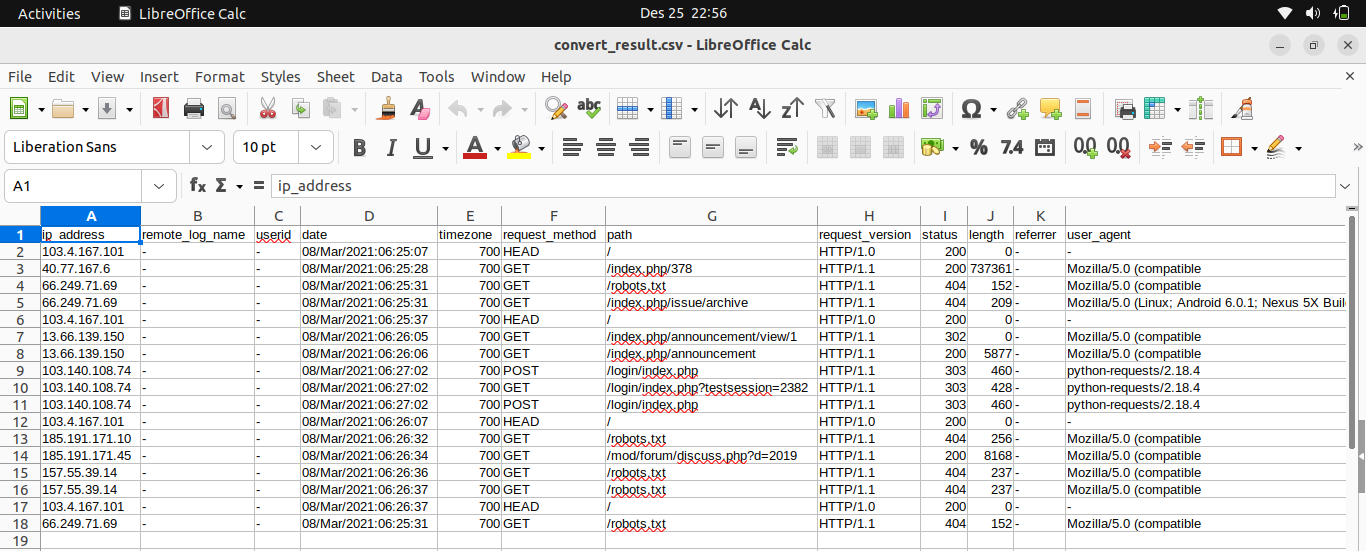 Activities LibreOffice Calc Des 25 22:56
convert_result.csv - LibreOffice Calc
File Edit View Insert Format Styles Sheet Data Tools Window Help
Liberation Sans 10 pt B I U A % 7.4 0.0 0.0
A1 fx Σ = ip_address
A B C D E F G H I J K
1 ip_address remote_log_name userid date timezone request_method path request_version status length referrer user_agent
2 103.4.167.101 - - 08/Mar/2021:06:25:07 700 HEAD / HTTP/1.0 200 0 - -
3 40.77.167.6 - - 08/Mar/2021:06:25:28 700 GET /index.php/378 HTTP/1.1 200 737361 - Mozilla/5.0 (compatible
4 66.249.71.69 - - 08/Mar/2021:06:25:31 700 GET /robots.txt HTTP/1.1 404 152 - Mozilla/5.0 (compatible
5 66.249.71.69 - - 08/Mar/2021:06:25:31 700 GET /index.php/issue/archive HTTP/1.1 404 209 - Mozilla/5.0 (Linux; Android 6.0.1; Nexus 5X Buil
6 103.4.167.101 - - 08/Mar/2021:06:25:37 700 HEAD / HTTP/1.0 200 0 - -
7 13.66.139.150 - - 08/Mar/2021:06:26:05 700 GET /index.php/announcement/view/1 HTTP/1.1 302 0 - Mozilla/5.0 (compatible
8 13.66.139.150 - - 08/Mar/2021:06:26:06 700 GET /index.php/announcement HTTP/1.1 200 5877 - Mozilla/5.0 (compatible
9 103.140.108.74 - - 08/Mar/2021:06:27:02 700 POST /login/index.php HTTP/1.1 303 460 - python-requests/2.18.4
10 103.140.108.74 - - 08/Mar/2021:06:27:02 700 GET /login/index.php?testsession=2382 HTTP/1.1 303 428 - python-requests/2.18.4
11 103.140.108.74 - - 08/Mar/2021:06:27:02 700 POST /login/index.php HTTP/1.1 303 460 - python-requests/2.18.4
12 103.4.167.101 - - 08/Mar/2021:06:26:07 700 HEAD / HTTP/1.0 200 0 - -
13 185.191.171.10 - - 08/Mar/2021:06:26:32 700 GET /robots.txt HTTP/1.1 404 256 - Mozilla/5.0 (compatible
14 185.191.171.45 - - 08/Mar/2021:06:26:34 700 GET /mod/forum/discuss.php?d=2019 HTTP/1.1 200 8168 - Mozilla/5.0 (compatible
15 157.55.39.14 - - 08/Mar/2021:06:26:36 700 GET /robots.txt HTTP/1.1 404 237 - Mozilla/5.0 (compatible
16 157.55.39.14 - - 08/Mar/2021:06:26:37 700 GET /robots.txt HTTP/1.1 404 237 - Mozilla/5.0 (compatible
17 103.4.167.101 - - 08/Mar/2021:06:26:37 700 HEAD / HTTP/1.0 200 0 - -
18 66.249.71.69 - - 08/Mar/2021:06:25:31 700 GET /robots.txt HTTP/1.1 404 152 - Mozilla/5.0 (compatible
19